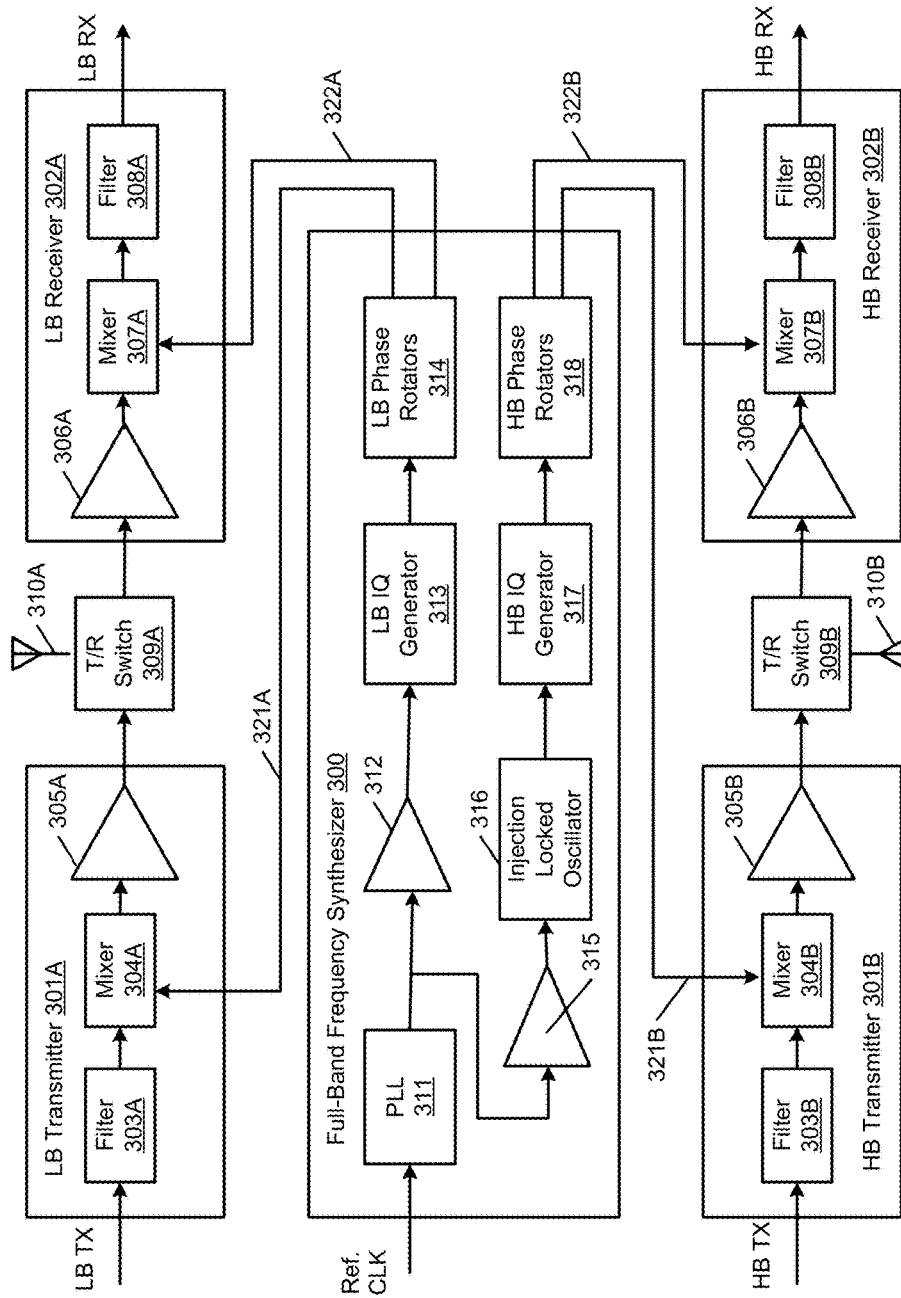 LB TX
LB Transmitter 301A
Filter
303A
Mixer
304A
305A
T/R
Switch
309A
310A
LB Receiver 302A
306A
Mixer
307A
Filter
308A
LB RX
321A
322A
Ref.
CLK
Full-Band Frequency Synthesizer 300
PLL
311
312
LB IQ
Generator
313
LB Phase
Rotators
314
315
316
Injection
Locked
Oscillator
HB IQ
Generator
317
HB Phase
Rotators
318
321B
322B
HB TX
Filter
303B
Mixer
304B
305B
HB Transmitter 301B
T/R
Switch
309B
310B
306B
Mixer
307B
Filter
308B
HB Receiver 302B
HB RX